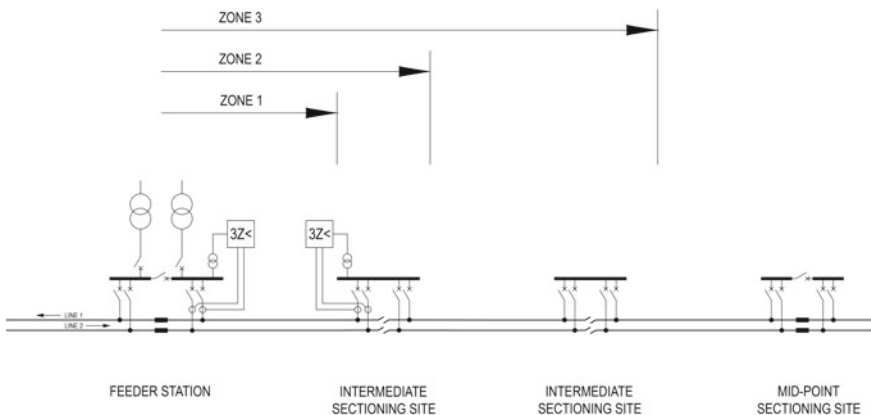 ZONE 3
ZONE 2
ZONE 1
3Z<
3Z<
LINE 1
LINE 2
FEEDER STATION
INTERMEDIATE
SECTIONING SITE
INTERMEDIATE
SECTIONING SITE
MID-POINT
SECTIONING SITE